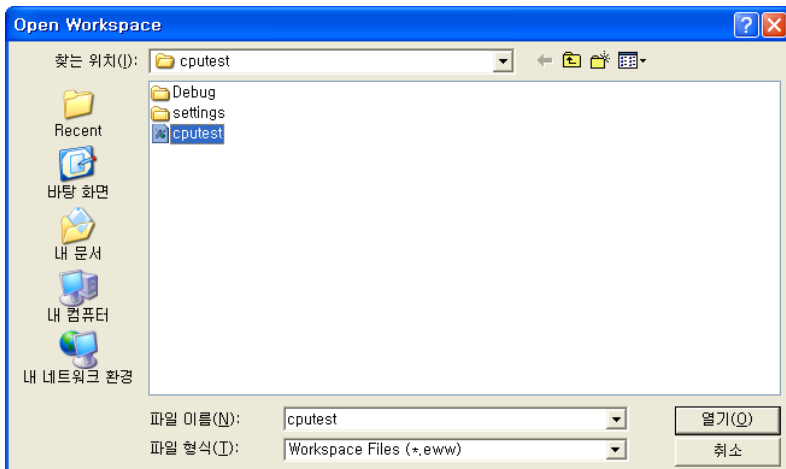 Open Workspace
찾는 위치(I):
cputest
Debug
settings
cputest
Recent
바탕 화면
내 문서
내 컴퓨터
내 네트워크 환경
파일 이름(N):
cputest
열기(O)
파일 형식(T):
Workspace Files (*.eww)
취소